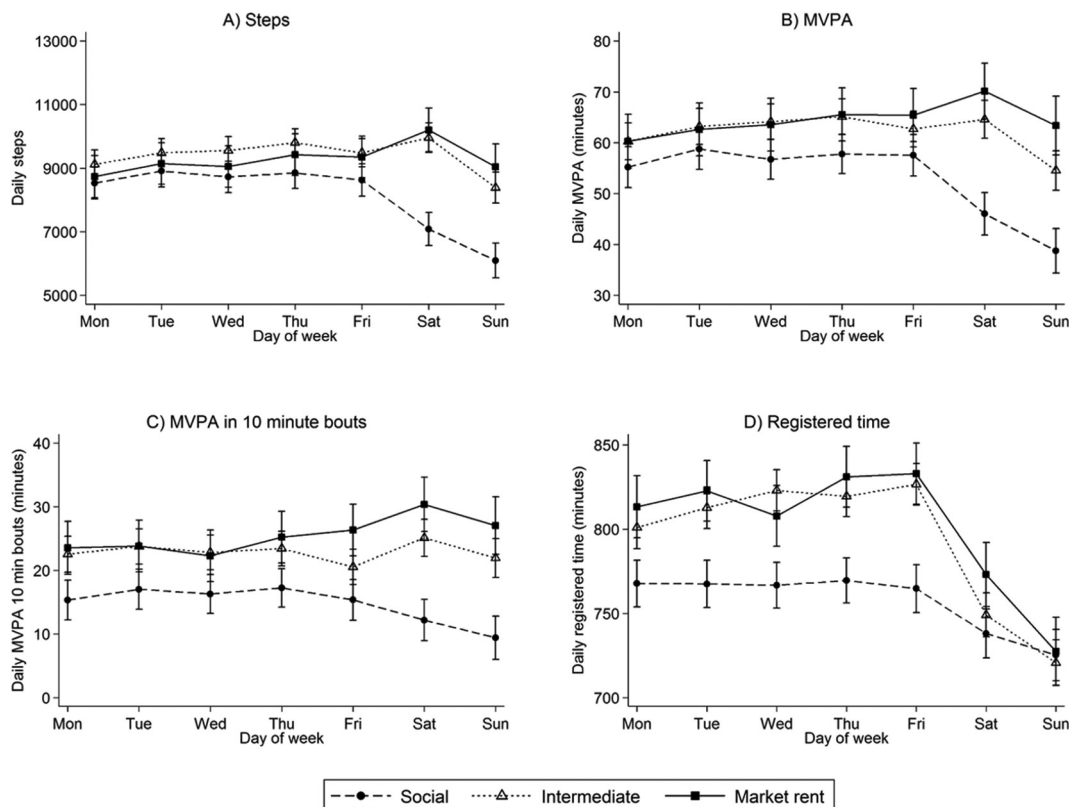 A) Steps
Daily steps
13000
11000
9000
7000
5000
Mon Tue Wed Thu Fri Sat Sun
Day of week
B) MVPA
Daily MVPA (minutes)
80
70
60
50
40
30
Mon Tue Wed Thu Fri Sat Sun
Day of week
C) MVPA in 10 minute bouts
Daily MVPA 10 min bouts (minutes)
40
30
20
10
0
Mon Tue Wed Thu Fri Sat Sun
Day of week
D) Registered time
Daily registered time (minutes)
850
800
750
700
Mon Tue Wed Thu Fri Sat Sun
Day of week
Social Intermediate Market rent